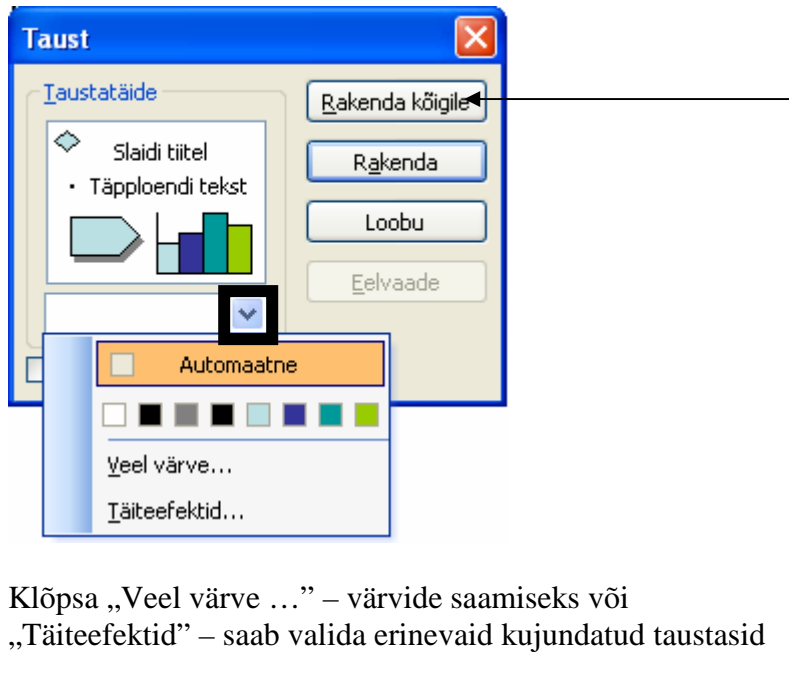 Taust
Taustatäide
Rakenda kõigile
Slaidi tiitel
• Täpploendi tekst
Rakenda
Loobu
Eelvaade
Automaatne
Veel värve...
Täiteefektid...
Klõpsa „Veel värve …” – värvide saamiseks või
„Täiteefektid” – saab valida erinevaid kujundatud taustasid